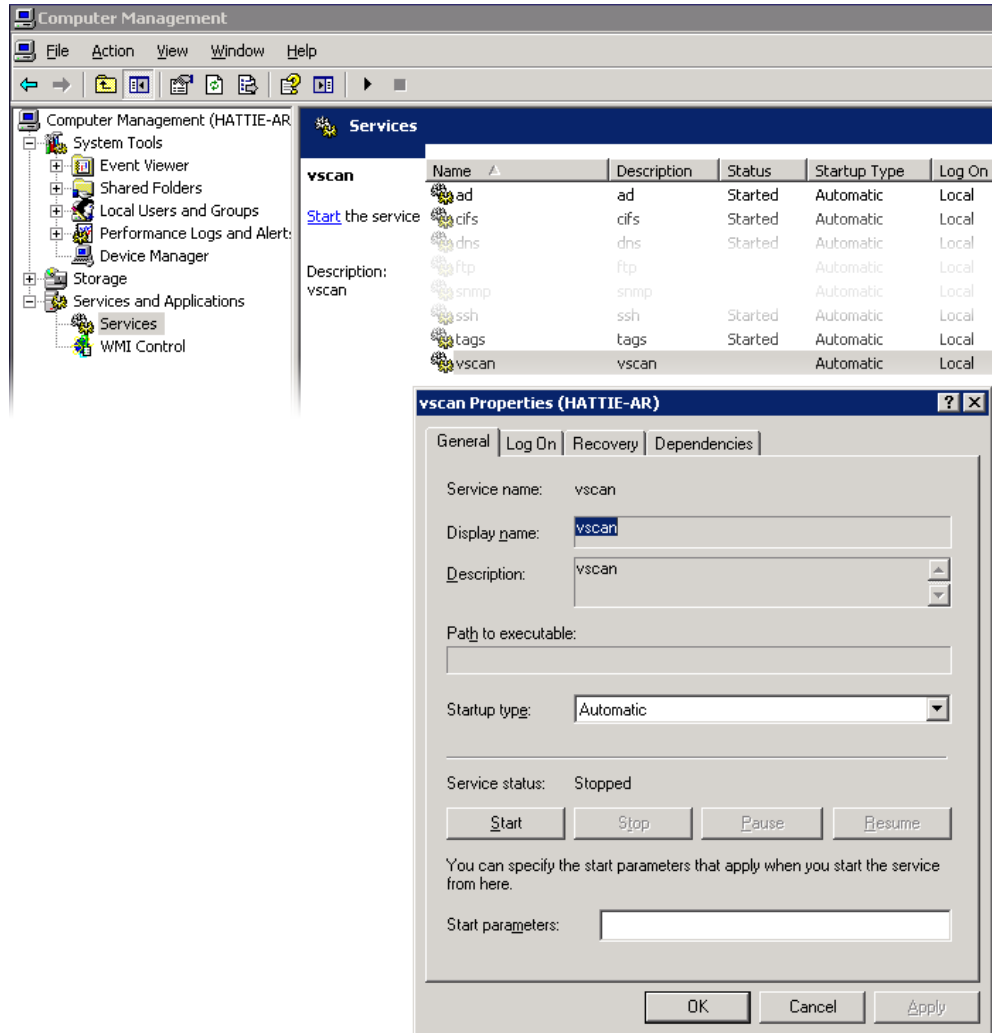 Computer Management
File Action View Window Help
Computer Management (HATTIE-AR
System Tools
Event Viewer
Shared Folders
Local Users and Groups
Performance Logs and Alert
Device Manager
Storage
Services and Applications
Services
WMI Control
Services
vscan
Start the service
Description:
vscan
Name Description Status Startup Type Log On
ad ad Started Automatic Local
cifs cifs Started Automatic Local
dns dns Started Automatic Local
ftp ftp Automatic Local
snmp snmp Automatic Local
ssh ssh Started Automatic Local
tags tags Started Automatic Local
vscan vscan Automatic Local
vscan Properties (HATTIE-AR)
General Log On Recovery Dependencies
Service name: vscan
Display name: vscan
Description: vscan
Path to executable:
Startup type: Automatic
Service status: Stopped
Start Stop Pause Resume
You can specify the start parameters that apply when you start the service
from here.
Start parameters:
OK Cancel Apply